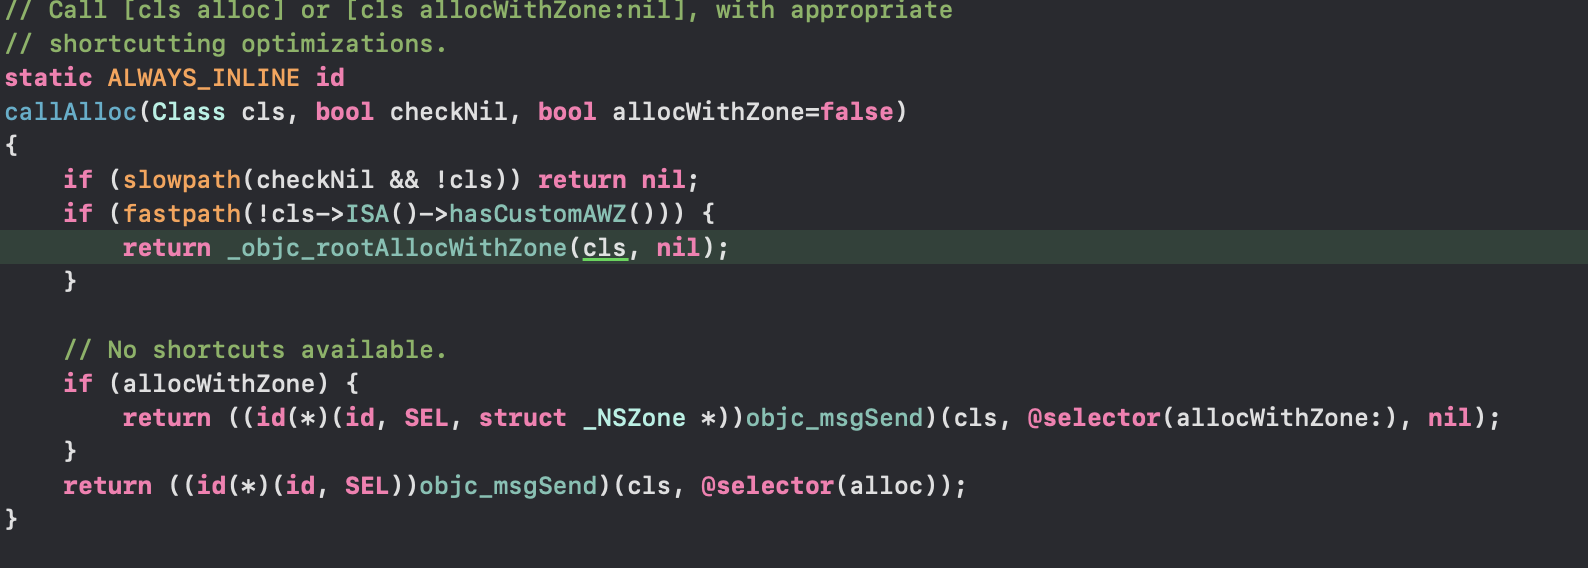 // Call [cls alloc] or [cls allocWithZone:nil], with appropriate
// shortcutting optimizations.
static ALWAYS_INLINE id
callAlloc(Class cls, bool checkNil, bool allocWithZone=false)
{
    if (slowpath(checkNil && !cls)) return nil;
    if (fastpath(!cls->ISA()->hasCustomAWZ())) {
        return _objc_rootAllocWithZone(cls, nil);
    }
    // No shortcuts available.
    if (allocWithZone) {
        return ((id(*)(id, SEL, struct _NSZone *))objc_msgSend)(cls, @selector(allocWithZone:), nil);
    }
    return ((id(*)(id, SEL))objc_msgSend)(cls, @selector(alloc));
}